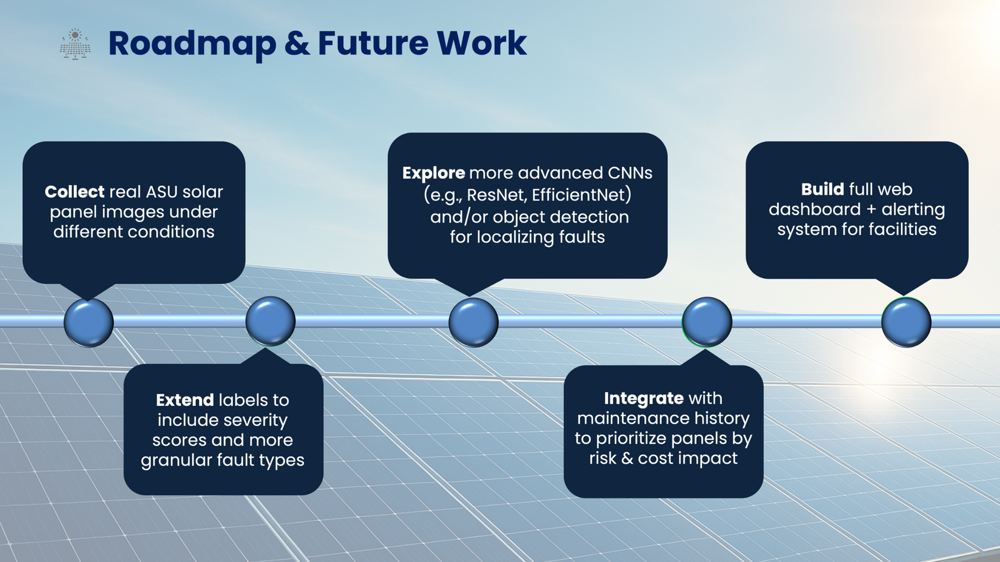 Roadmap & Future Work
Collect real ASU solar
panel images under
different conditions
Extend labels to
include severity
scores and more
granular fault types
Explore more advanced CNNs
(e.g., ResNet, EfficientNet)
and/or object detection
for localizing faults
Integrate with
maintenance history
to prioritize panels by
risk & cost impact
Build full web
dashboard + alerting
system for facilities